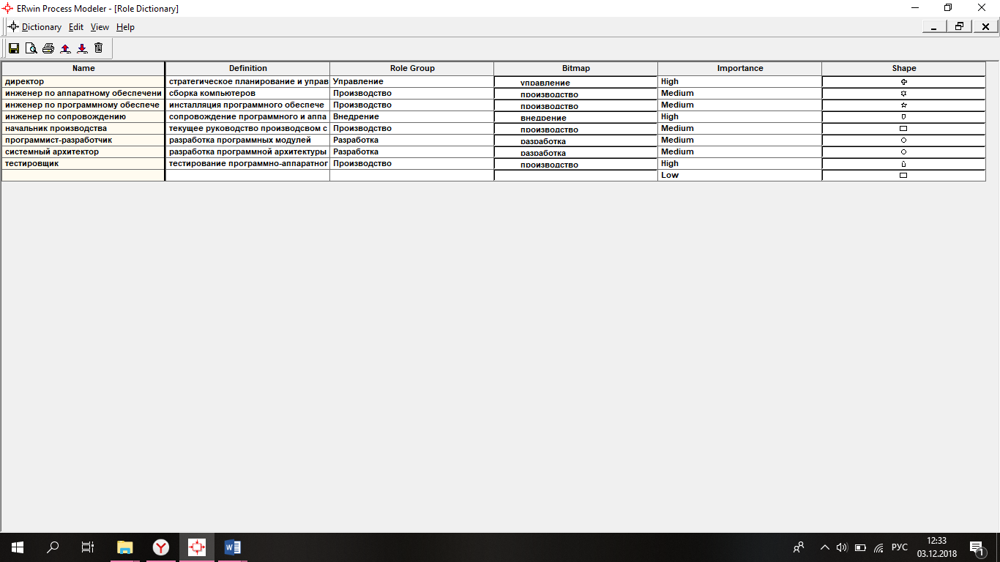 ERwin Process Modeler - [Role Dictionary]
Dictionary Edit View Help
Name Definition Role Group Bitmap Importance Shape
директор стратегическое планирование и управ Управление управление High
инженер по аппаратному обеспечени сборка компьютеров Производство производство Medium
инженер по программному обеспече инсталляция программного обеспече Производство производство Medium
инженер по сопровождению сопровождение программного и аппа Внедрение внедрение High
начальник производства текущее руководство производсвом с Производство производство Medium
программист-разработчик разработка программных модулей Разработка разработка Medium
системный архитектор разработка программной архитектуры Разработка разработка Medium
тестировщик тестирование программно-аппаратног Производство производство High
Low
РУС 12:33
03.12.2018 1